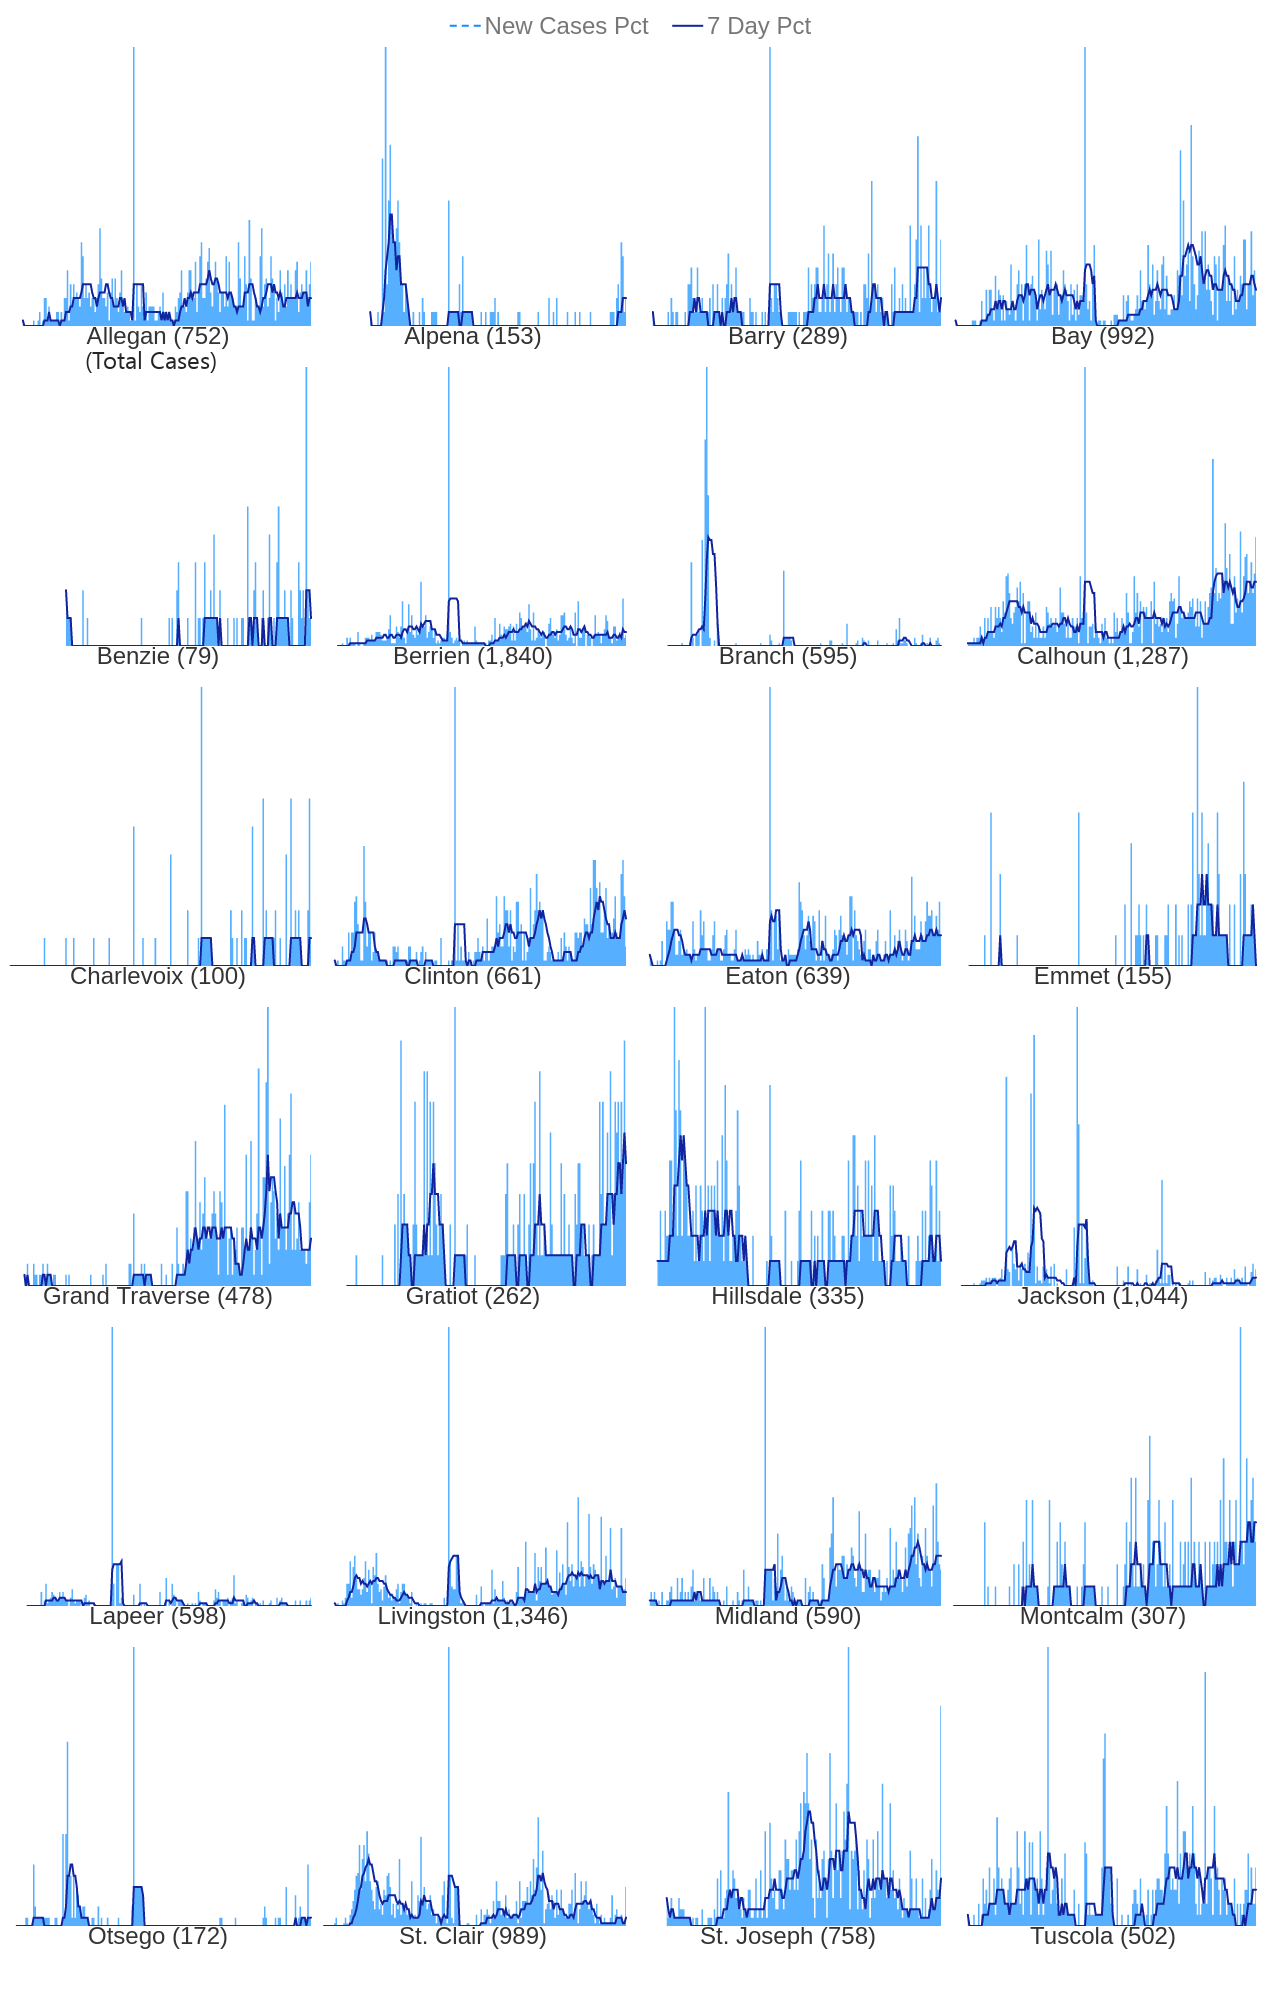 New Cases Pct 7 Day Pct
Allegan (752) Alpena (153) Barry (289) Bay (992)
(Total Cases)
Benzie (79) Berrien (1,840) Branch (595) Calhoun (1,287)
Charlevoix (100) Clinton (661) Eaton (639) Emmet (155)
Grand Traverse (478) Gratiot (262) Hillsdale (335) Jackson (1,044)
Lapeer (598) Livingston (1,346) Midland (590) Montcalm (307)
Otsego (172) St. Clair (989) St. Joseph (758) Tuscola (502)